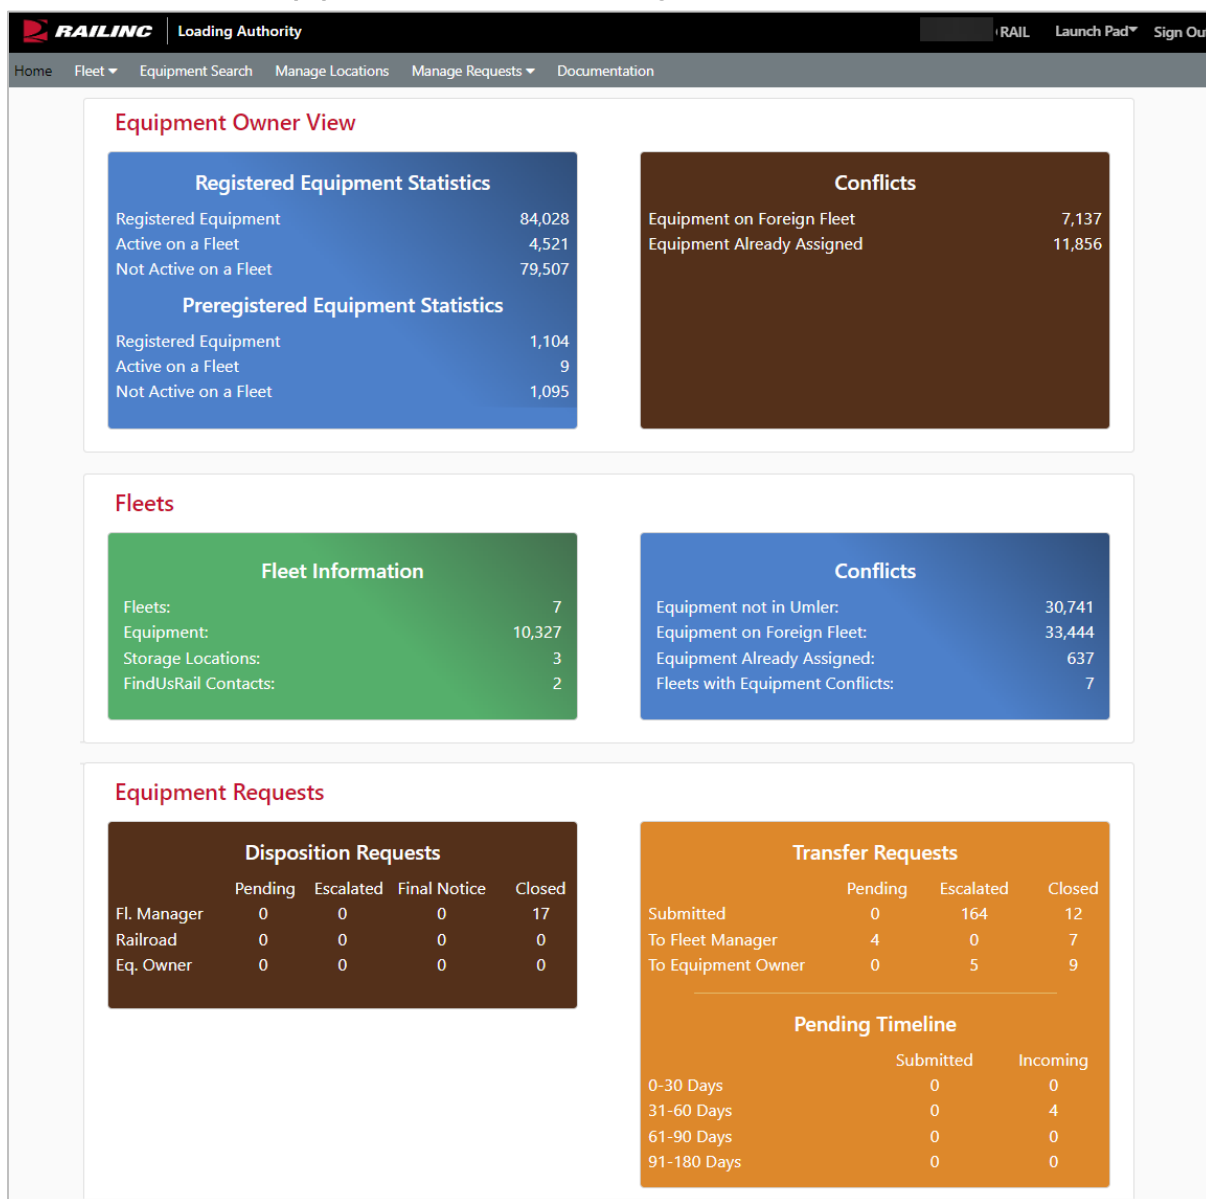 RAILINC Loading Authority RAIL Launch Pad Sign Ou
Home Fleet Equipment Search Manage Locations Manage Requests Documentation
Equipment Owner View
Registered Equipment Statistics
Registered Equipment 84,028
Active on a Fleet 4,521
Not Active on a Fleet 79,507
Preregistered Equipment Statistics
Registered Equipment 1,104
Active on a Fleet 9
Not Active on a Fleet 1,095
Conflicts
Equipment on Foreign Fleet 7,137
Equipment Already Assigned 11,856
Fleets
Fleet Information
Fleets: 7
Equipment: 10,327
Storage Locations: 3
FindUsRail Contacts: 2
Conflicts
Equipment not in Umler: 30,741
Equipment on Foreign Fleet: 33,444
Equipment Already Assigned: 637
Fleets with Equipment Conflicts: 7
Equipment Requests
Disposition Requests
Pending Escalated Final Notice Closed
Fl. Manager 0 0 0 17
Railroad 0 0 0 0
Eq. Owner 0 0 0 0
Transfer Requests
Pending Escalated Closed
Submitted 0 164 12
To Fleet Manager 4 0 7
To Equipment Owner 0 5 9
Pending Timeline
Submitted Incoming
0-30 Days 0 0
31-60 Days 0 4
61-90 Days 0 0
91-180 Days 0 0